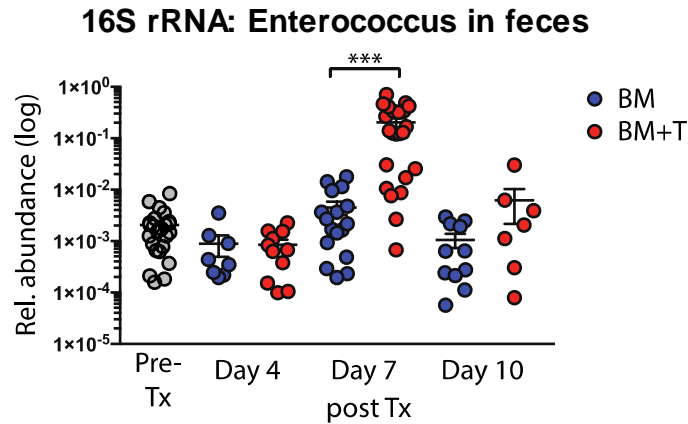 16S rRNA: Enterococcus in feces
***
Rel. abundance (log)
1×10⁰
1×10⁻¹
1×10⁻²
1×10⁻³
1×10⁻⁴
1×10⁻⁵
BM
BM+T
Pre-
Tx
Day 4
Day 7
Day 10
post Tx